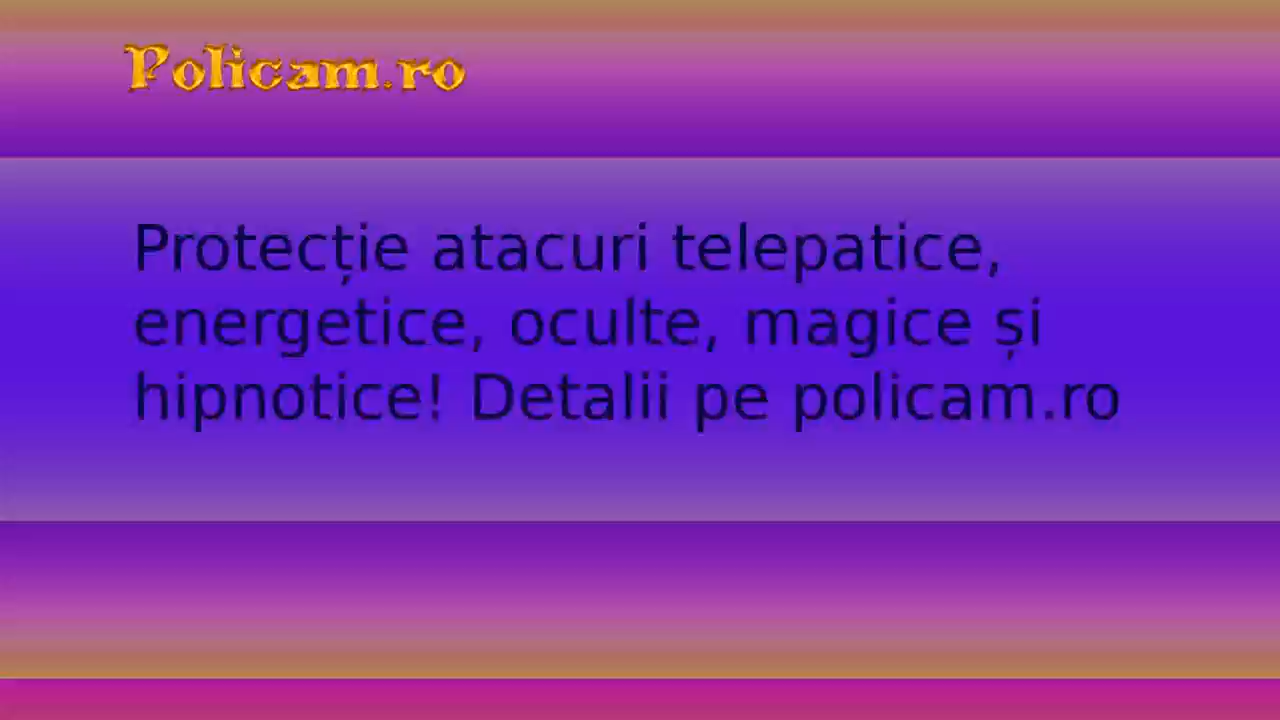 Policam.ro
Protecție atacuri telepatice,
energetice, oculte, magice și
hipnotice! Detalii pe policam.ro